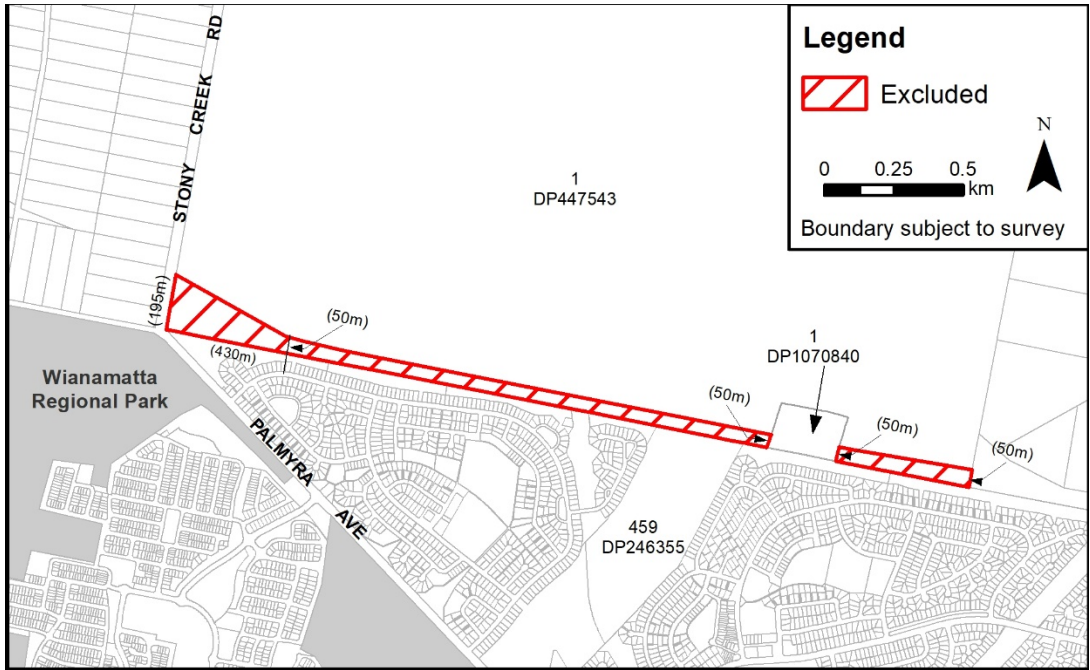 STONY CREEK RD
Legend
Excluded
N
0 0.25 0.5
km
Boundary subject to survey
1
DP447543
(195m)
(50m)
(430m)
1
DP1070840
(50m)
(50m)
(50m)
Wianamatta
Regional Park
PALMYRA AVE
459
DP246355